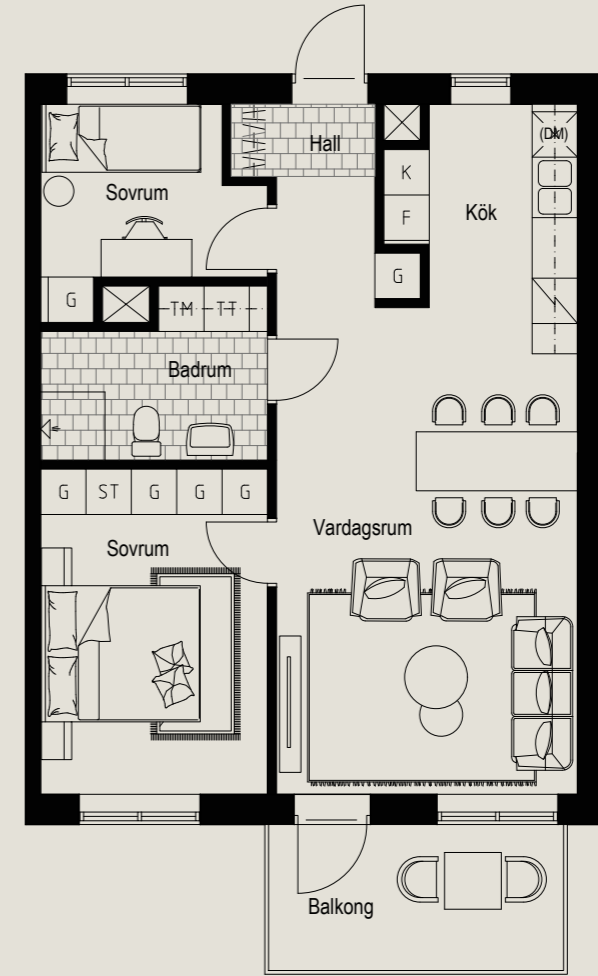 (DM)
Hall
K
Sovrum
F
Kök
G
G
TM
TT
Badrum
G
ST
G
G
G
Vardagsrum
Sovrum
Balkong